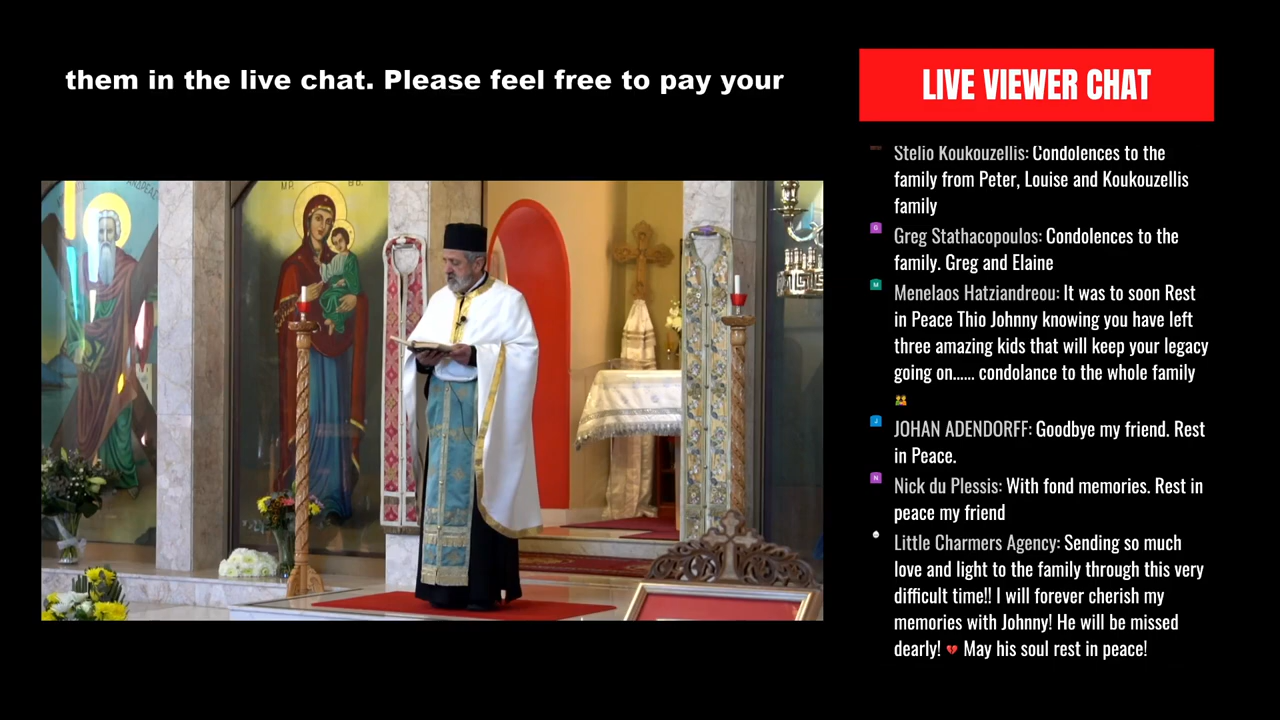 them in the live chat. Please feel free to pay your
LIVE VIEWER CHAT
Stelio Koukouzellis: Condolences to the
family from Peter, Louise and Koukouzellis
family
Greg Stathacopoulos: Condolences to the
family. Greg and Elaine
Menelaos Hatziandreou: It was to soon Rest
in Peace Thio Johnny knowing you have left
three amazing kids that will keep your legacy
going on...... condolance to the whole family
JOHAN ADENDORFF: Goodbye my friend. Rest
in Peace.
Nick du Plessis: With fond memories. Rest in
peace my friend
Little Charmers Agency: Sending so much
love and light to the family through this very
difficult time!! I will forever cherish my
memories with Johnny! He will be missed
dearly! 💔 May his soul rest in peace!